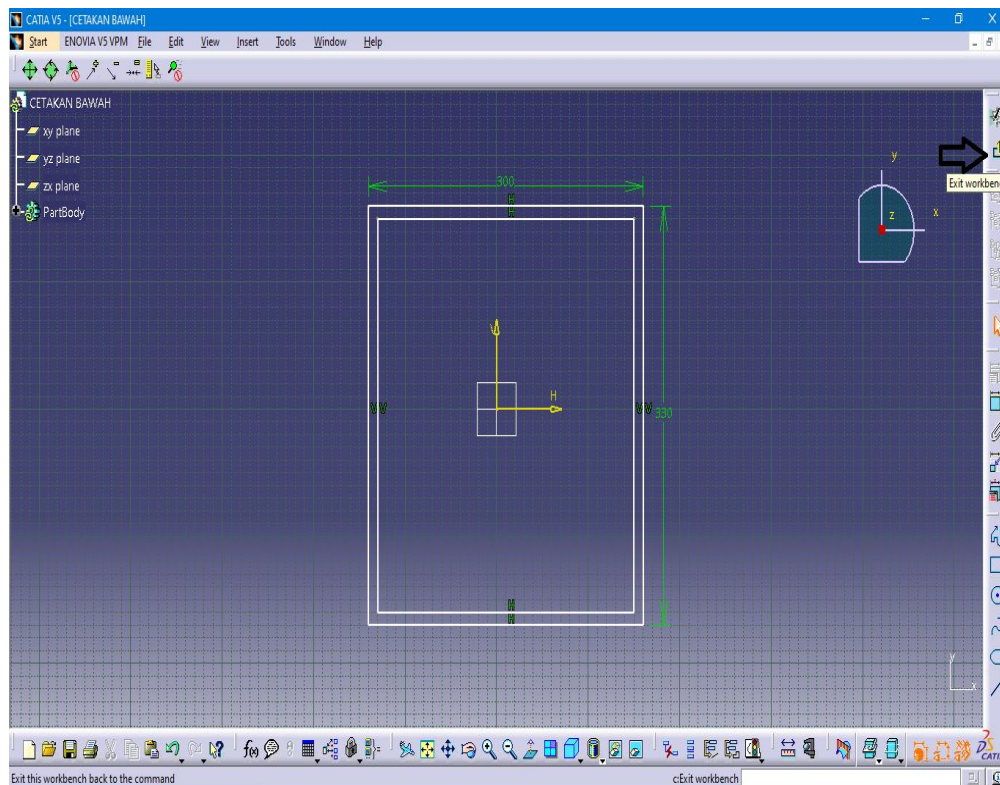 CATIA V5 - [CETAKAN BAWAH]
Start ENOVIA V5 VPM File Edit View Insert Tools Window Help
CETAKAN BAWAH
xy plane
yz plane
zx plane
PartBody
300
H
H
y
x
z
Exit workbench
V
H
V V
V V
330
H
H
y
x
f(x)
CATIA
Exit this workbench back to the command
c:Exit workbench